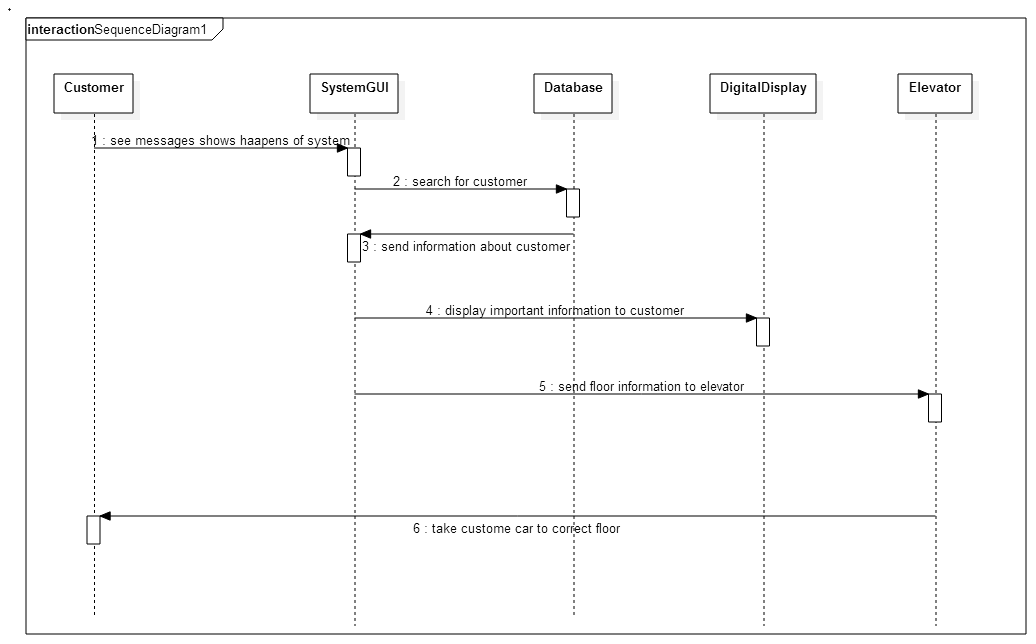 interactionSequenceDiagram1
Customer
SystemGUI
Database
DigitalDisplay
Elevator
1 : see messages shows haapens of system
2 : search for customer
3 : send information about customer
4 : display important information to customer
5 : send floor information to elevator
6 : take custome car to correct floor